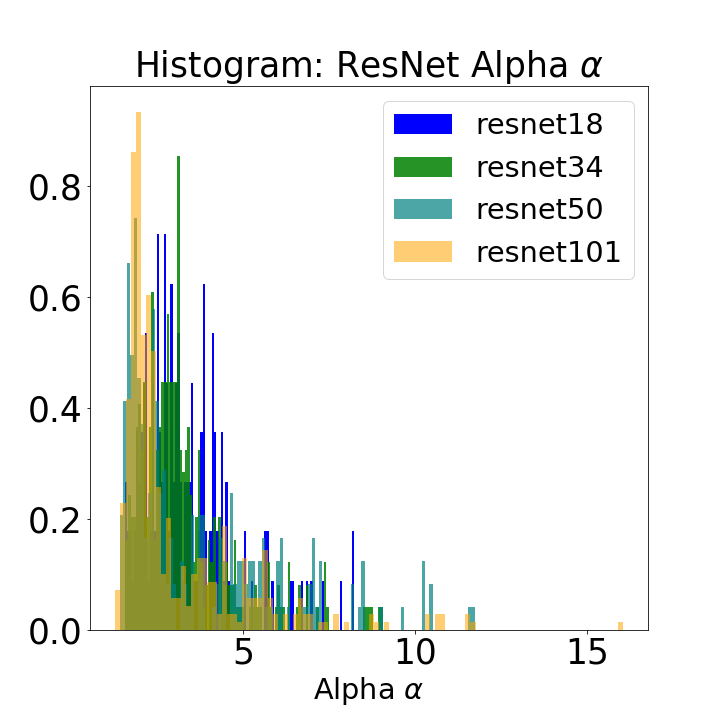 Histogram: ResNet Alpha α
resnet18
resnet34
resnet50
resnet101
0.8
0.6
0.4
0.2
0.0
5 10 15
Alpha α